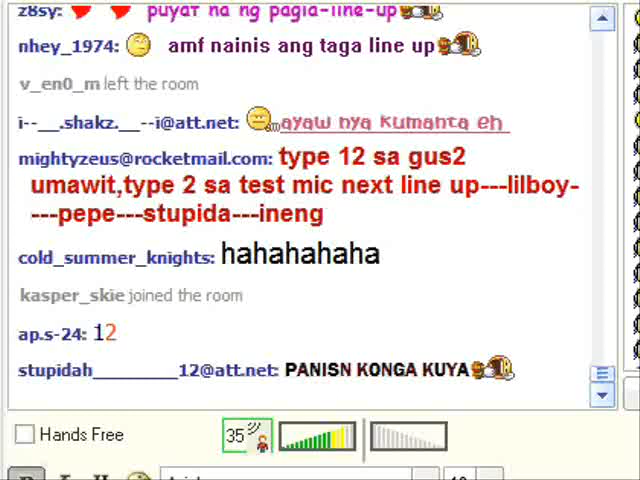 z8sy: puyat na ng pagla-line-up
nhey_1974: amf nainis ang taga line up
v_en0_m left the room
i--__.shakz.__--i@att.net: ayaw nya kumanta eh
mightyzeus@rocketmail.com: type 12 sa gus2
umawit,type 2 sa test mic next line up---lilboy-
---pepe---stupida---ineng
cold_summer_knights: hahahahaha
kasper_skie joined the room
ap.s-24: 12
stupidah________12@att.net: PANISN KONGA KUYA
Hands Free
35